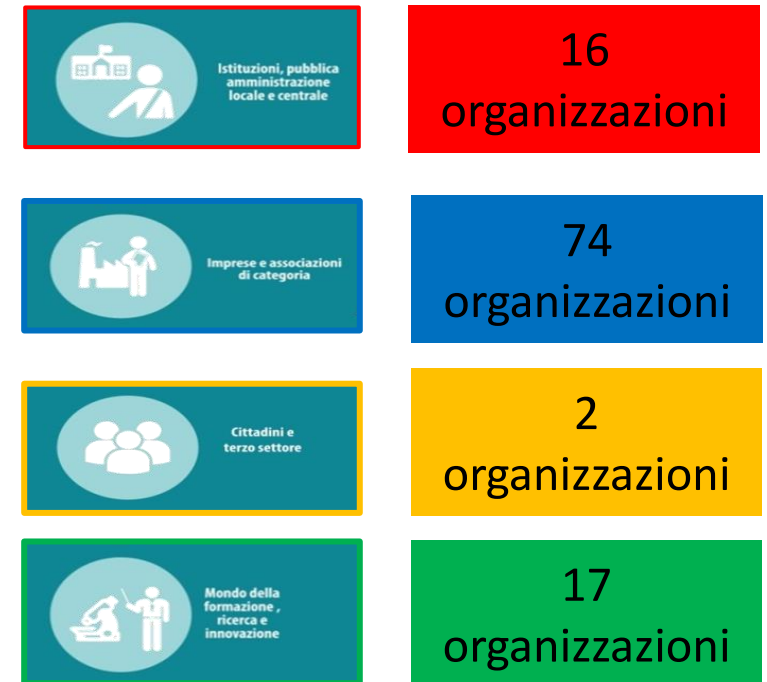 Istituzioni, pubblica
amministrazione
locale e centrale
16
organizzazioni
Imprese e associazioni
di categoria
74
organizzazioni
Cittadini e
terzo settore
2
organizzazioni
Mondo della
formazione ,
ricerca e
innovazione
17
organizzazioni